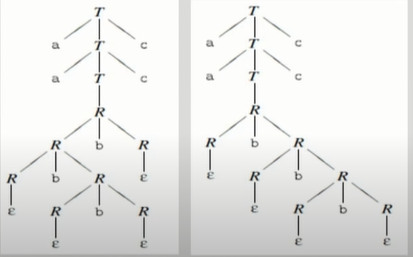 T T
a T c a T c
a T c a T c
R R
R b R R b R
R b R ε ε R b R
ε R b R ε R b R
ε ε ε ε